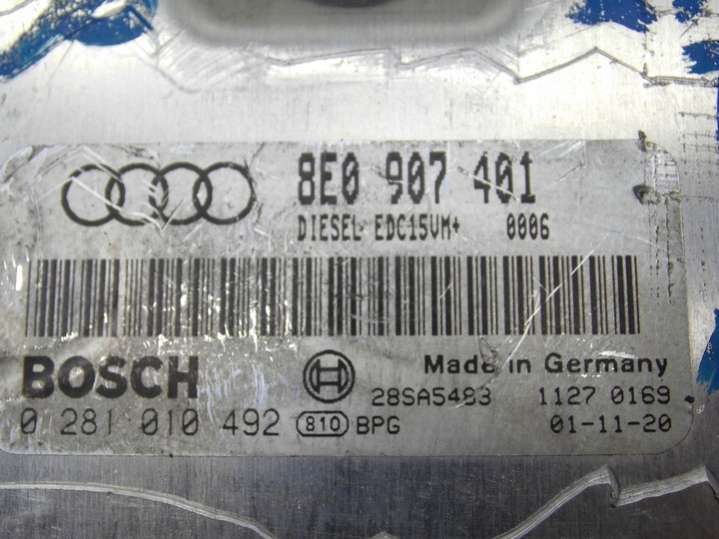 8E0 907 401
DIESEL EDC15VM+ 0006
BOSCH
Made in Germany
28SA5483 1127 0169
0 281 010 492 810 BPG 01-11-20